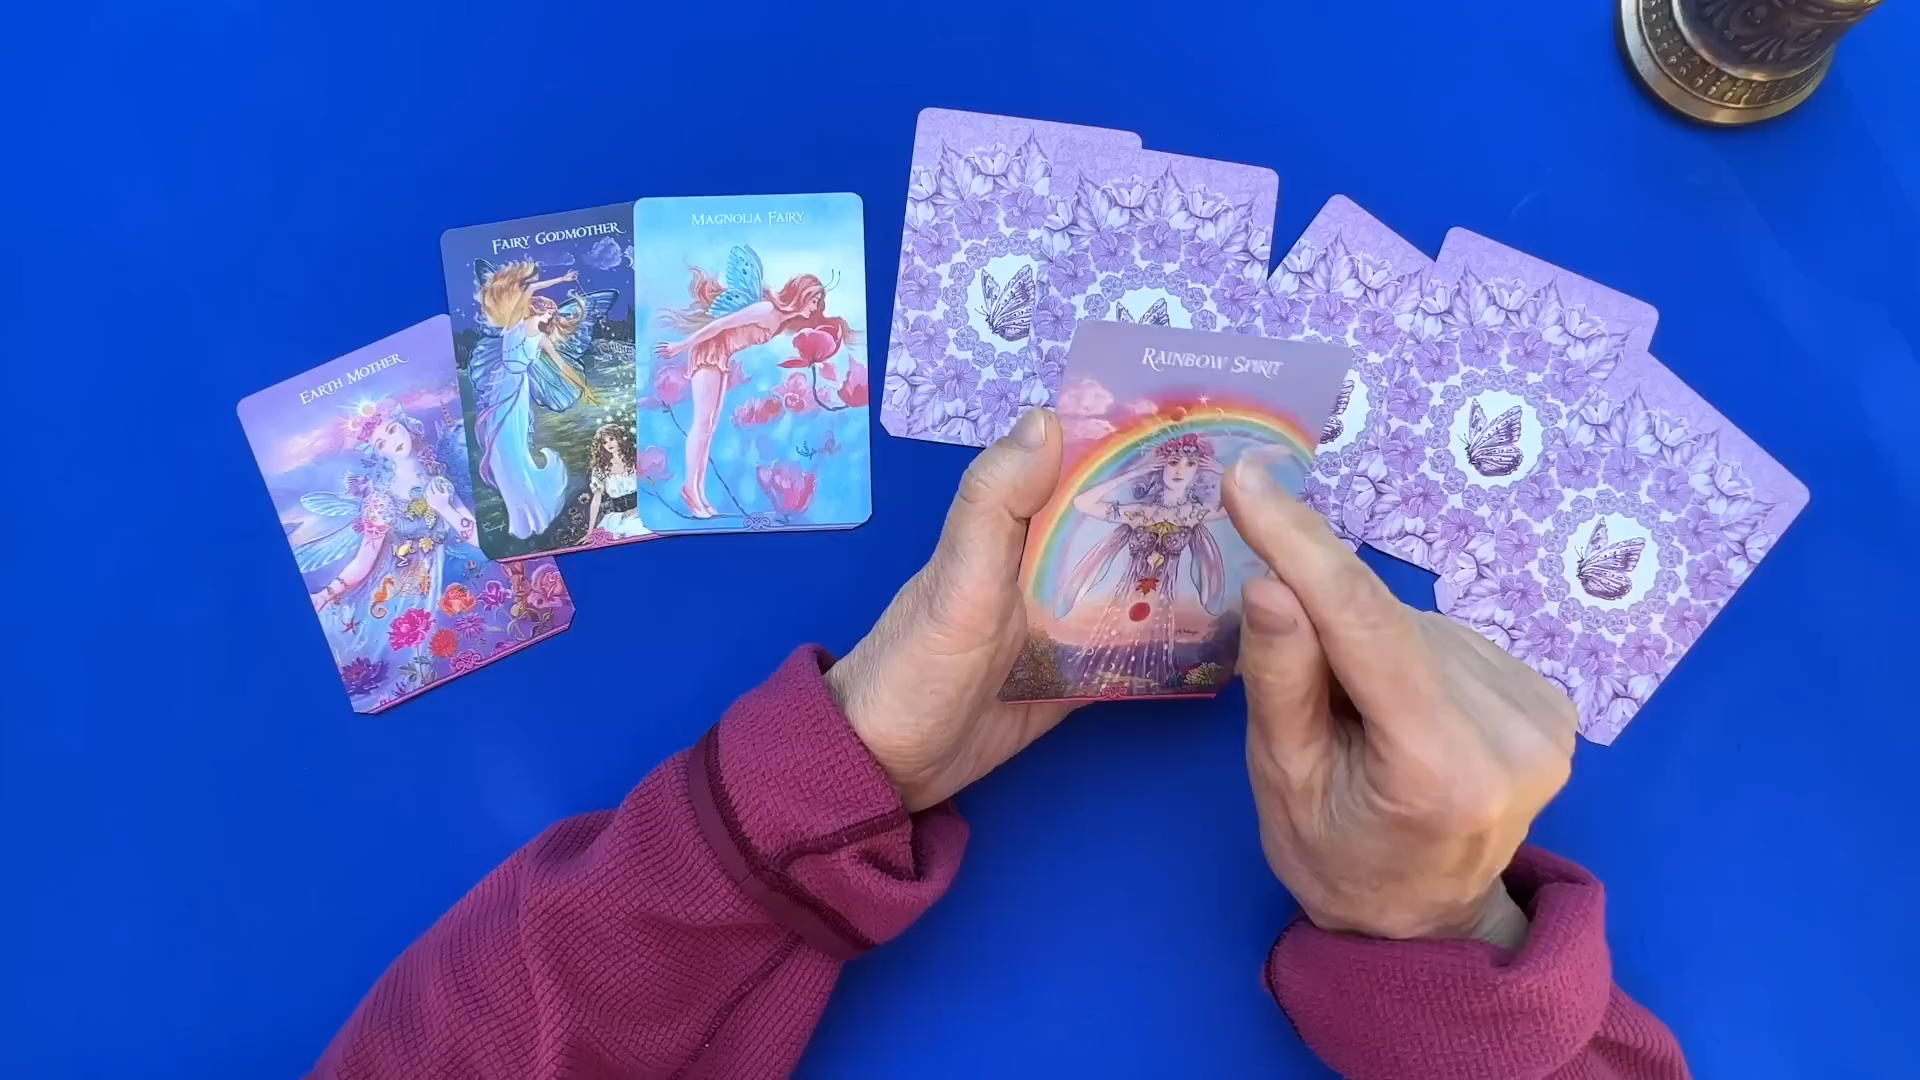 Earth Mother
Fairy Godmother
Magnolia Fairy
Rainbow Spirit